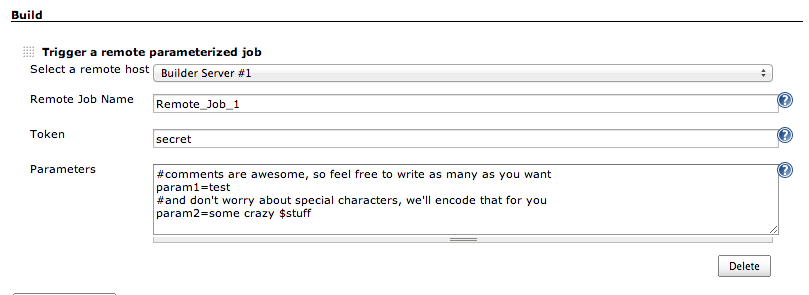 Build
Trigger a remote parameterized job
Select a remote host Builder Server #1
Remote Job Name Remote_Job_1 ?
Token secret ?
Parameters #comments are awesome, so feel free to write as many as you want ?
param1=test
#and don't worry about special characters, we'll encode that for you
param2=some crazy $stuff
Delete